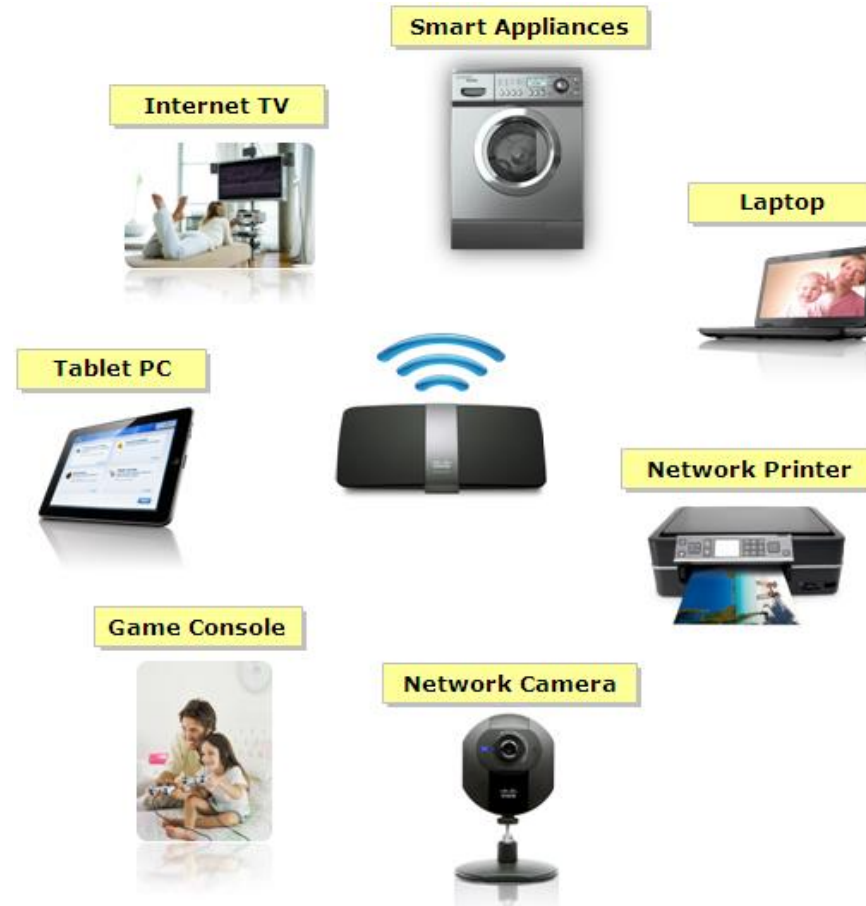 Smart Appliances
Internet TV
Laptop
Tablet PC
Network Printer
Game Console
Network Camera